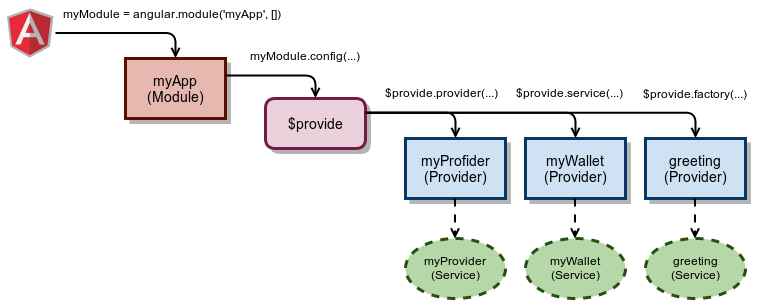 myModule = angular.module('myApp', [])
myModule.config(...)
myApp
(Module)
$provide.provider(...)
$provide.service(...)
$provide.factory(...)
$provide
myProfider
(Provider)
myWallet
(Provider)
greeting
(Provider)
myProvider
(Service)
myWallet
(Service)
greeting
(Service)